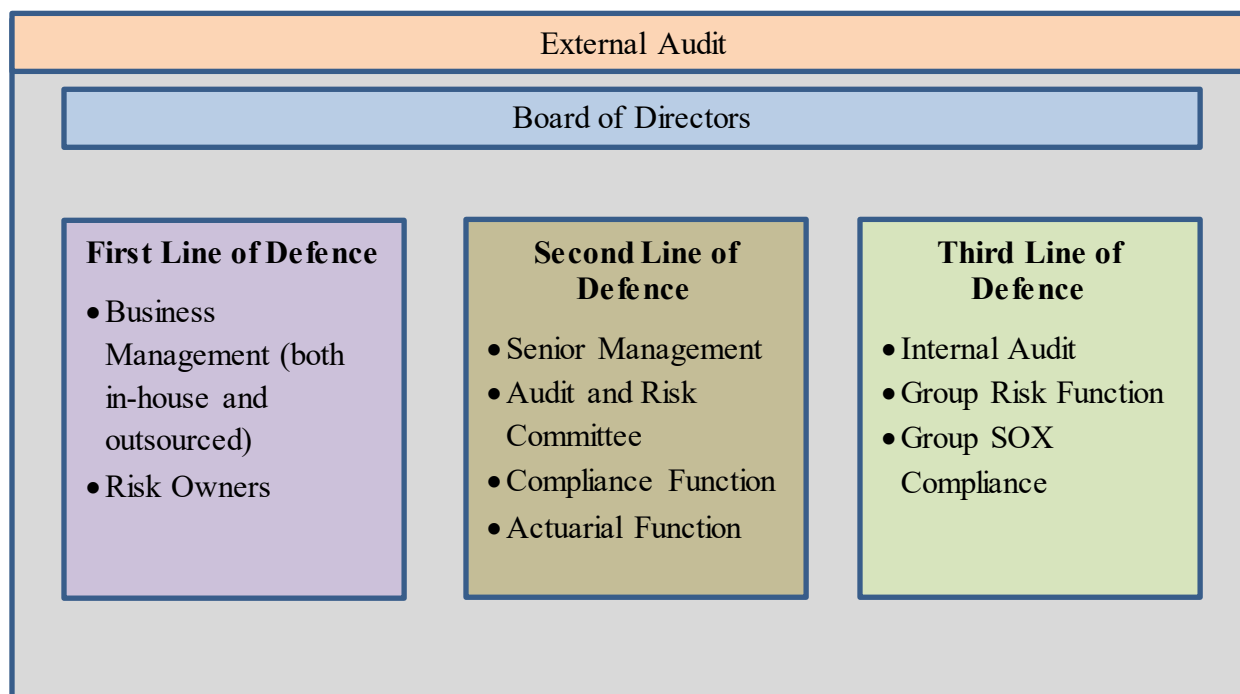 External Audit
Board of Directors
First Line of Defence
• Business
Management (both
in-house and
outsourced)
• Risk Owners
Second Line of
Defence
• Senior Management
• Audit and Risk
Committee
• Compliance Function
• Actuarial Function
Third Line of
Defence
• Internal Audit
• Group Risk Function
• Group SOX
Compliance